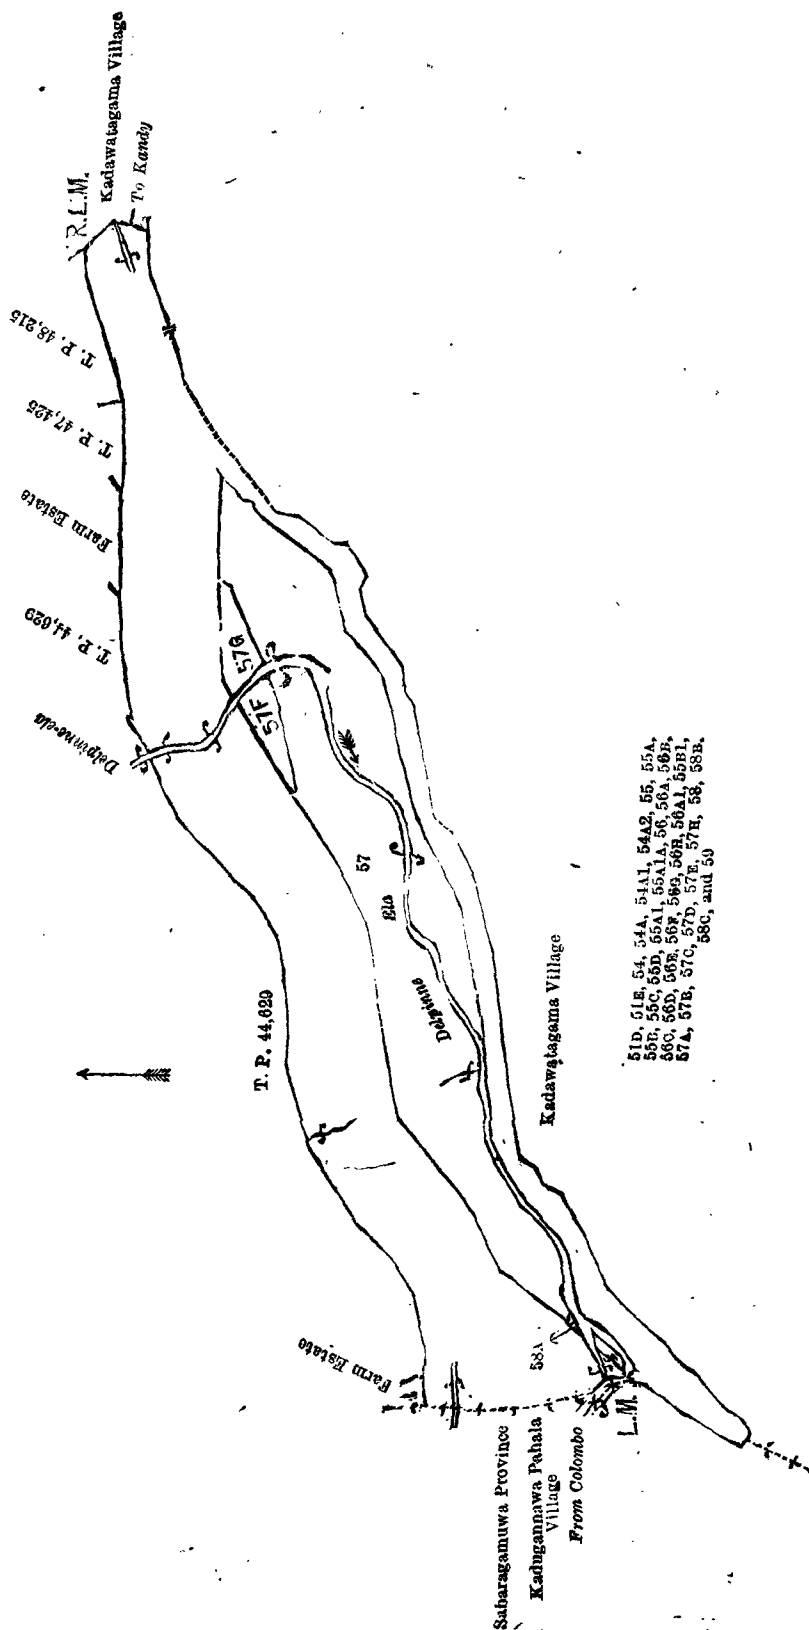 Kadawatagama Village
To Kandy
R.L.M.
T. P. 48,215
T. P. 47,425
Farm Estate
T. P. 44,629
Delpinne-ela
57G
57F
57
Ela
Delpinne
T. P. 44,629
Kadawatagama Village
Farm Estate
58A
L.M.
Sabaragamuwa Province
Kadugannawa Pahala
Village
From Colombo
51D, 51E, 54, 54A, 54A1, 54A2, 55, 55A,
55B, 55C, 55D, 55A1, 55A1A, 56, 56A, 56B,
56C, 56D, 56E, 56F, 56G, 56H, 56A1, 55B1,
57A, 57B, 57C, 57D, 57E, 57H, 58, 58B,
58C, and 59